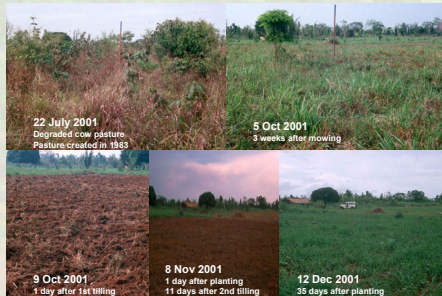 22 July 2001
Degraded cow pasture
Pasture created in 1983
5 Oct 2001
3 weeks after mowing
9 Oct 2001
1 day after 1st tilling
8 Nov 2001
1 day after planting
11 days after 2nd tilling
12 Dec 2001
35 days after planting